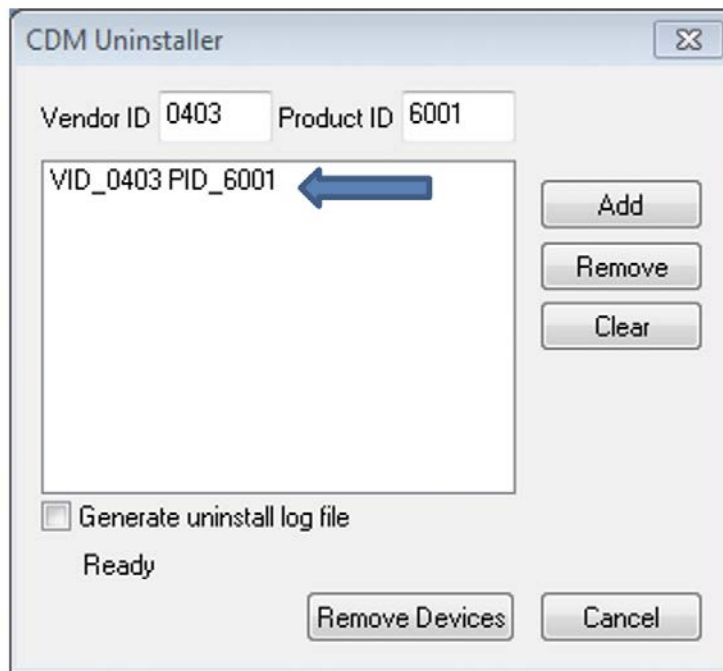 CDM Uninstaller
Vendor ID 0403 Product ID 6001
VID_0403 PID_6001
Add
Remove
Clear
Generate uninstall log file
Ready
Remove Devices Cancel